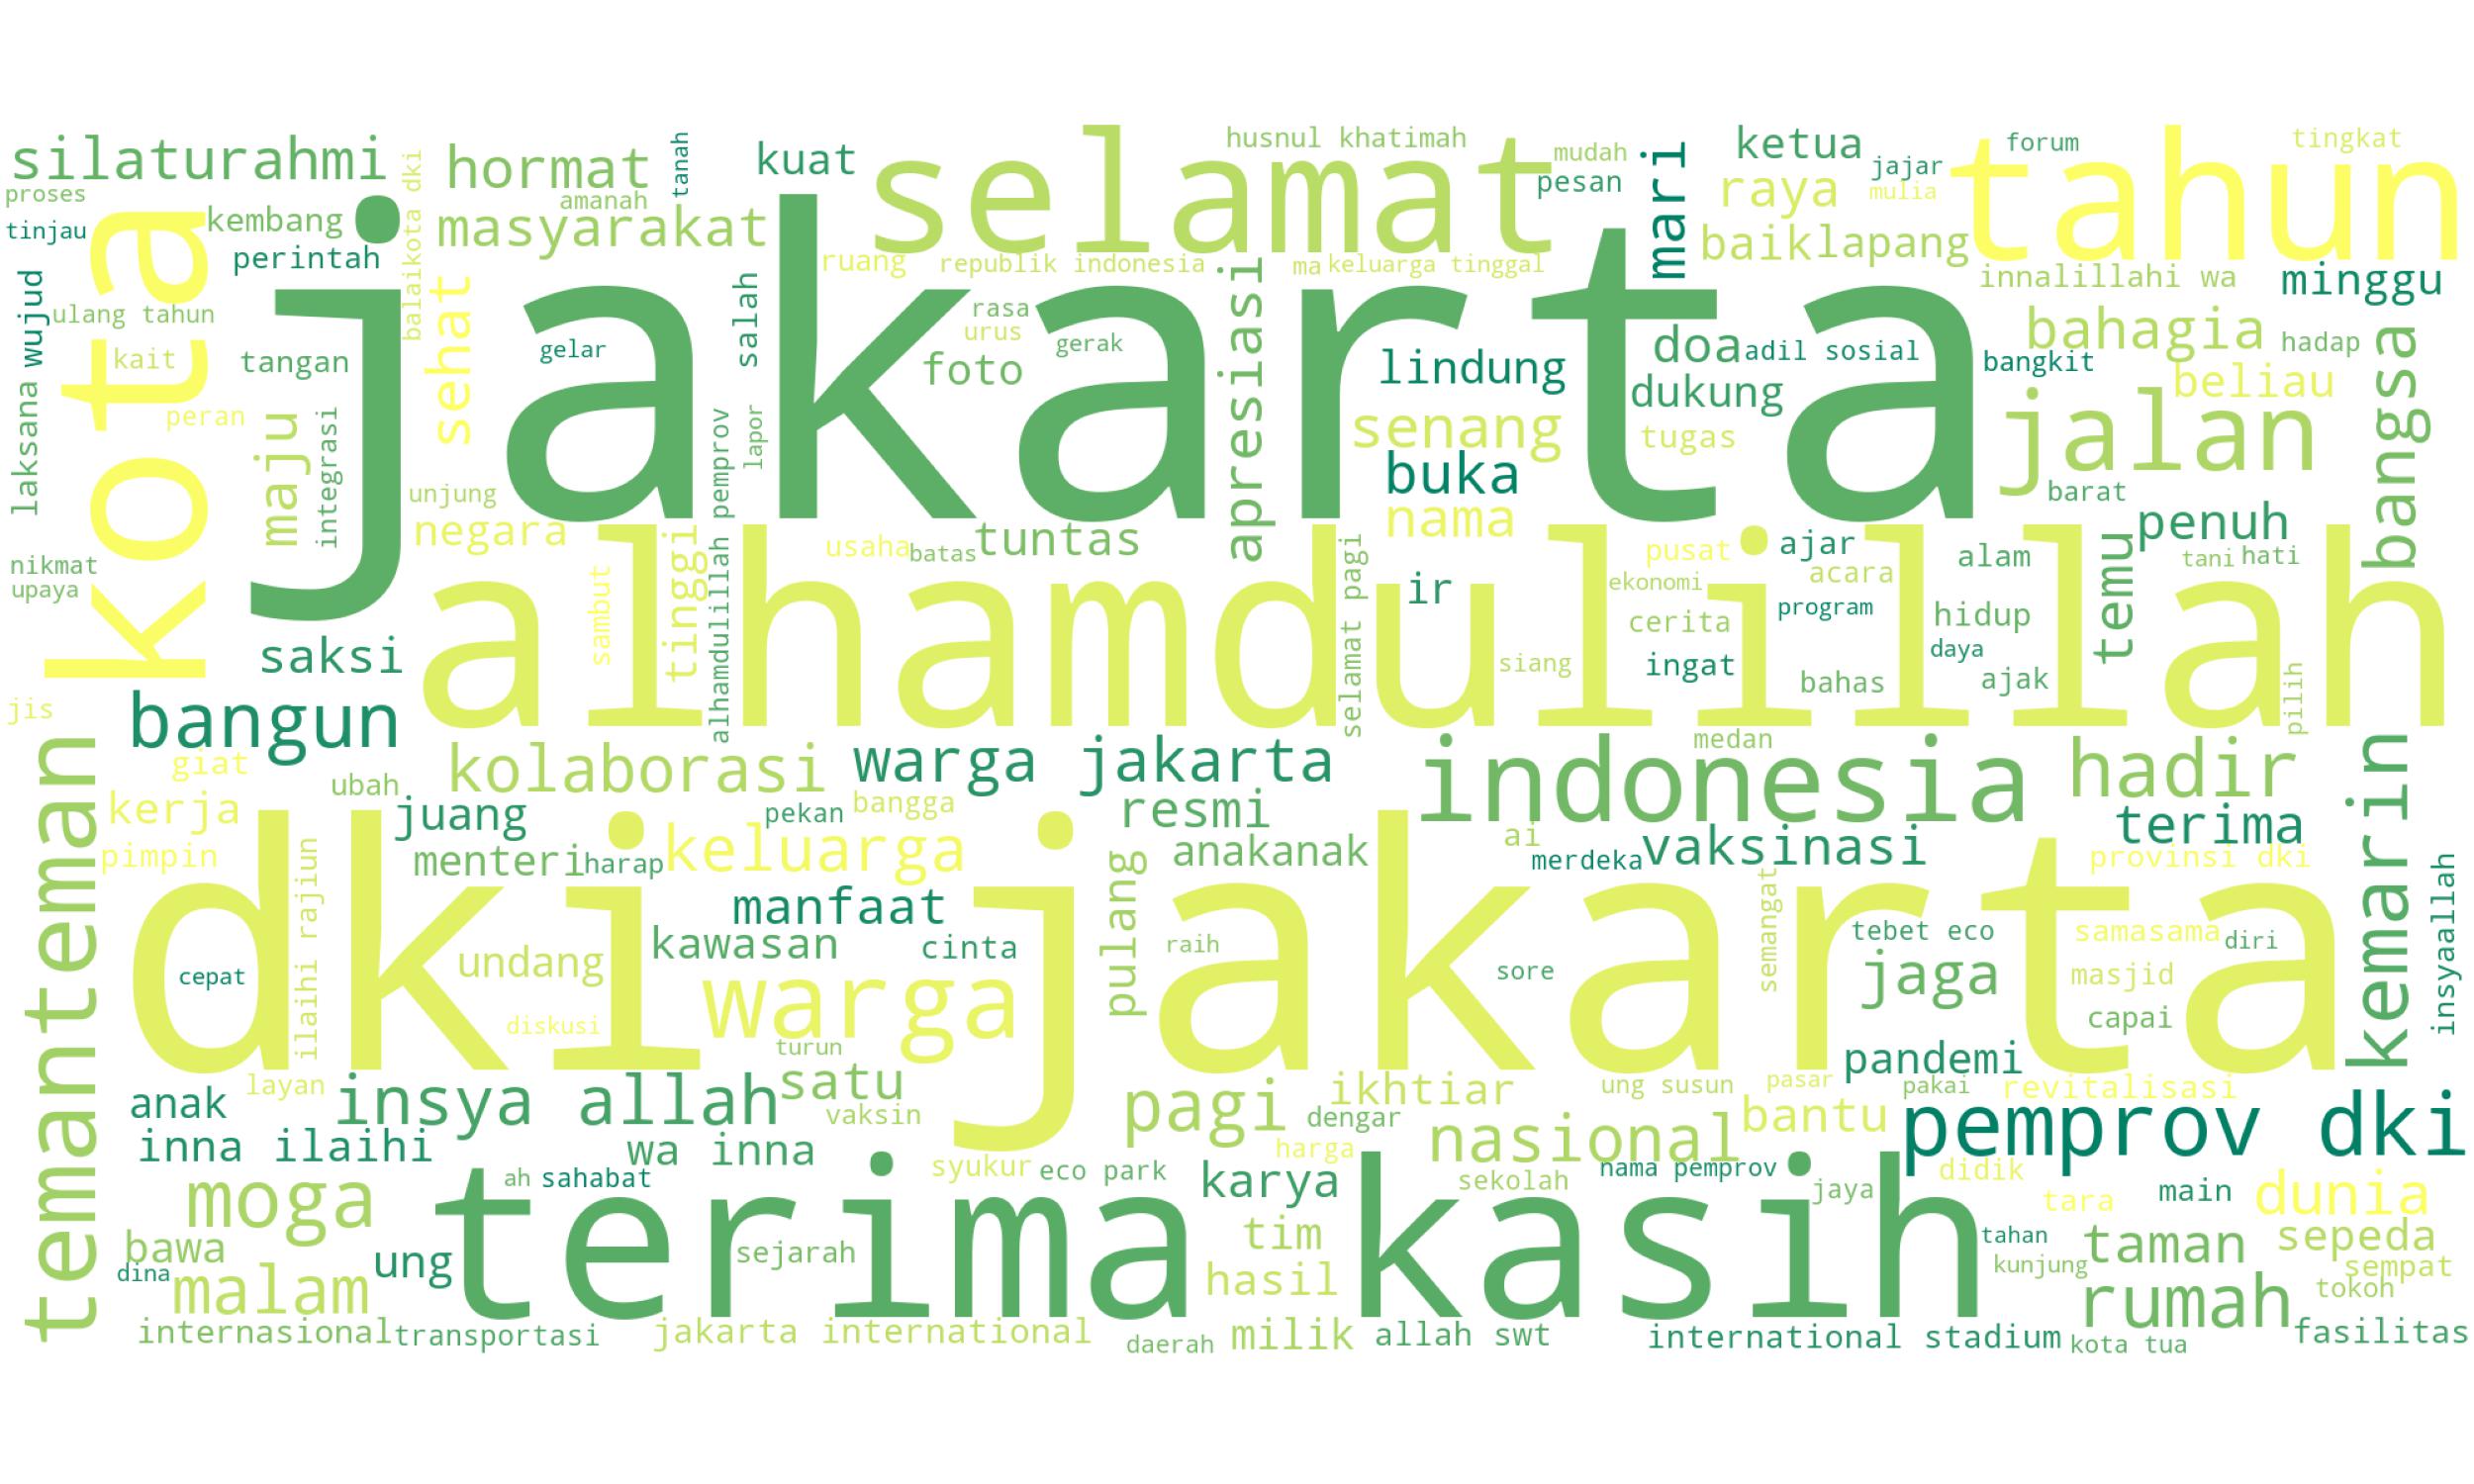 silaturahmi
hormat
tanah
kuat
selamat
husnul khatimah
mudah
pesan
mari
ketua
jajar
forum
tingkat
raya
mulia
tahun
proses
tinjau
kota
kembang
perintah
balaikota dki
amanah
masyarakat
baik
lapang
ruang
republik indonesia
ma
keluarga tinggal
innalillahi wa
minggu
wujud
ulang tahun
kait
tangan
sehat
jakarta
salah
gelar
rasa
urus
foto
gerak
apresiasi
lindung
doa
adil sosial
bangkit
bahagia
hadap
bangsa
beliau
dukung
laksana
peran
maju
integrasi
senang
tugas
jalan
lapor
unjung
alhamdulillah pemprov
buka
barat
negara
nama
penuh
nikmat
upaya
tinggi
sambut
usaha
batas
tuntas
selamat pagi
ir
pusat
ajar
alam
temu
tani
hati
ekonomi
acara
program
hidup
alhamdulillah
saksi
cerita
siang
ingat
daya
bahas
ajak
pilih
jis
bangun
temanteman
giat
ubah
kolaborasi
warga jakarta
indonesia
medan
hadir
kemarin
kerja
juang
pekan
bangga
resmi
terima
pimpin
menteri
harap
keluarga
anakanak
ai
merdeka
vaksinasi
provinsi dki
insyaallah
dki jakarta
ilaihi rajiun
manfaat
pulang
semangat
cepat
undang
kawasan
cinta
raih
sore
tebet eco
samasama
diri
jaga
masjid
diskusi
warga
capai
turun
pandemi
anak
layan
insya allah
satu
vaksin
pagi
ikhtiar
dengar
ung susun
pasar
pakai
revitalisasi
bantu
pemprov dki
inna ilaihi
wa inna
harga
nasional
moga
ah
sahabat
syukur
eco park
karya
sekolah
nama pemprov
jaya
didik
tara
main
dunia
terima kasih
bawa
dina
malam
ung
sejarah
tim
hasil
tahan
kunjung
taman
sepeda
sempat
rumah
tokoh
internasional
transportasi
jakarta international
daerah
milik
allah swt
international stadium
kota tua
fasilitas